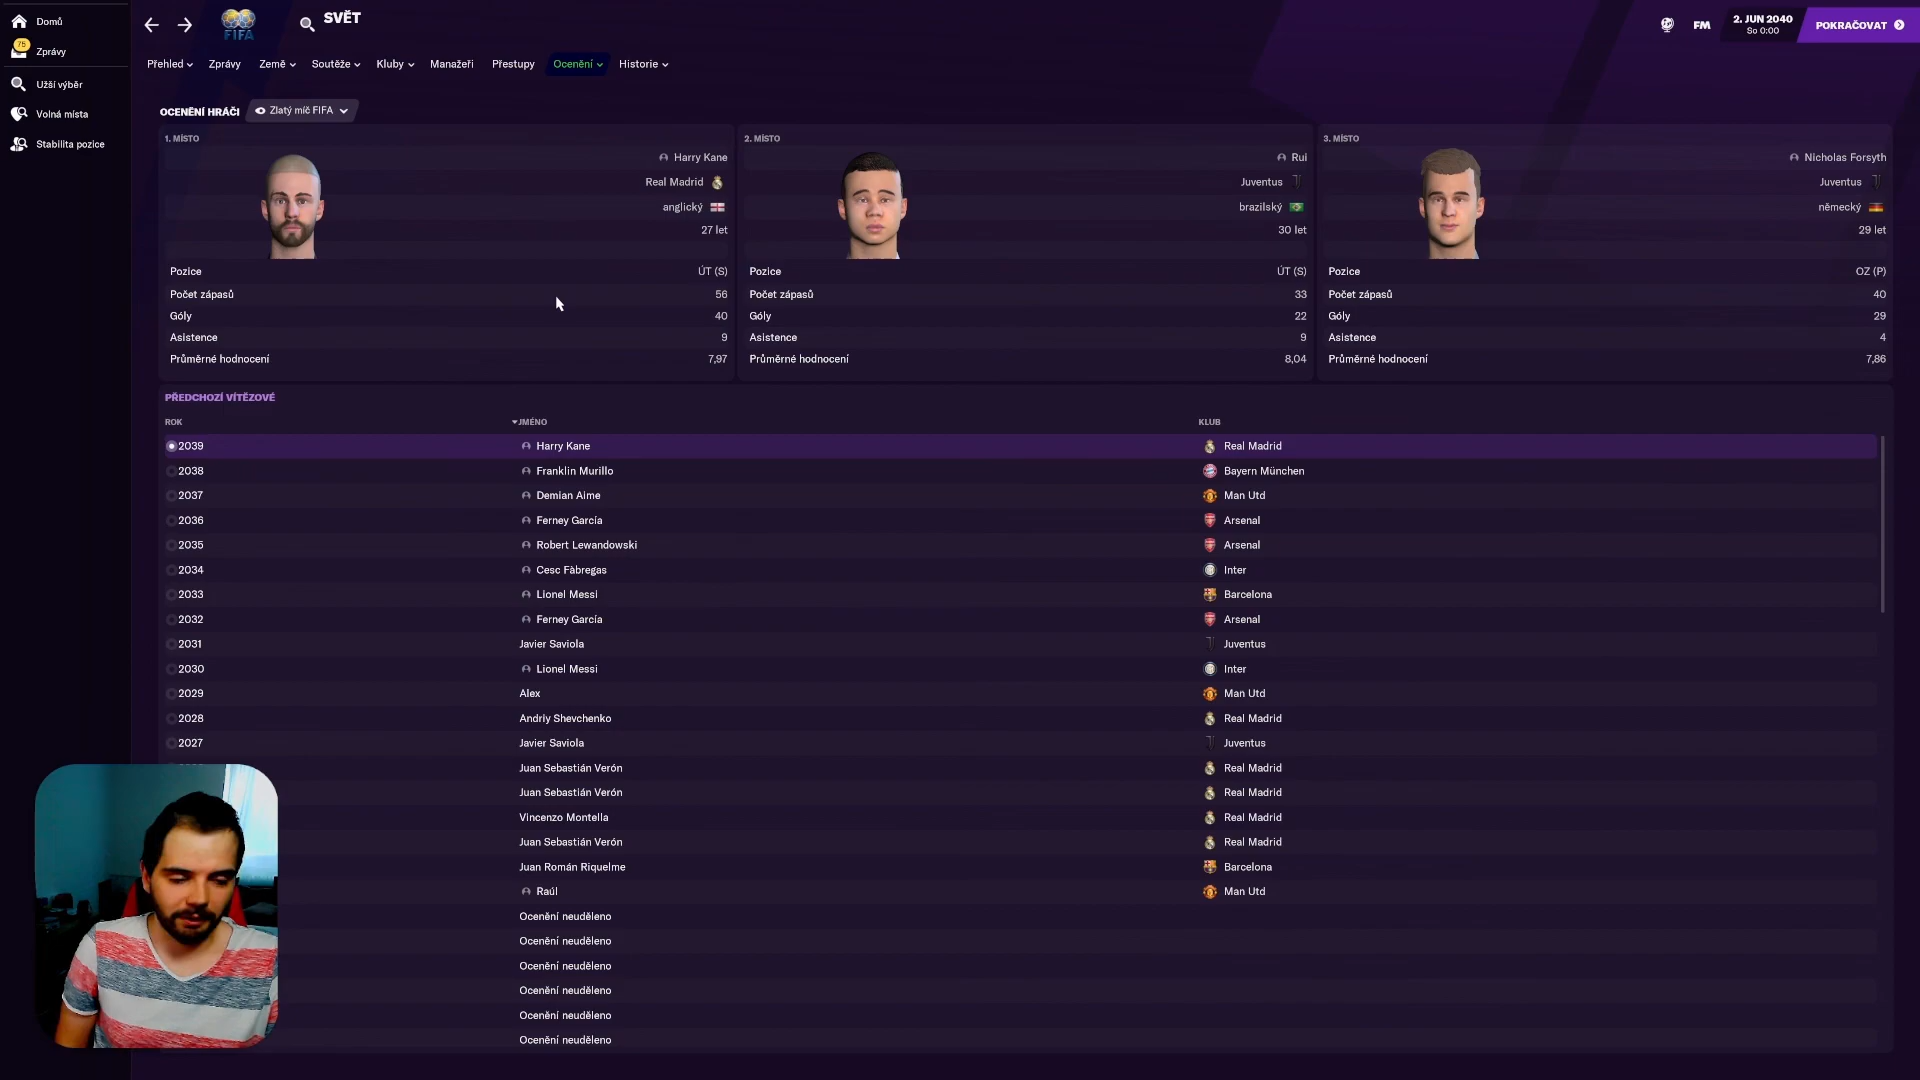 Domů
75
Zprávy
Užší výběr
Volná místa
Stabilita pozice
FIFA
SVĚT
FM
2. JUN 2040
So 0:00
POKRAČOVAT
Přehled
Zprávy
Země
Soutěže
Kluby
Manažeři
Přestupy
Ocenění
Historie
OCENĚNÍ HRÁČI
Zlatý míč FIFA
1. MÍSTO
Harry Kane
Real Madrid
anglický
27 let
Pozice ÚT (S)
Počet zápasů 56
Góly 40
Asistence 9
Průměrné hodnocení 7,97
2. MÍSTO
Rui
Juventus
brazilský
30 let
Pozice ÚT (S)
Počet zápasů 33
Góly 22
Asistence 9
Průměrné hodnocení 8,04
3. MÍSTO
Nicholas Forsyth
Juventus
německý
29 let
Pozice OZ (P)
Počet zápasů 40
Góly 29
Asistence 4
Průměrné hodnocení 7,86
PŘEDCHOZÍ VÍTĚZOVÉ
ROK JMÉNO KLUB
2039 Harry Kane Real Madrid
2038 Franklin Murillo Bayern München
2037 Demian Aime Man Utd
2036 Ferney García Arsenal
2035 Robert Lewandowski Arsenal
2034 Cesc Fàbregas Inter
2033 Lionel Messi Barcelona
2032 Ferney García Arsenal
2031 Javier Saviola Juventus
2030 Lionel Messi Inter
2029 Alex Man Utd
2028 Andriy Shevchenko Real Madrid
2027 Javier Saviola Juventus
Juan Sebastián Verón Real Madrid
Juan Sebastián Verón Real Madrid
Vincenzo Montella Real Madrid
Juan Sebastián Verón Real Madrid
Juan Román Riquelme Barcelona
Raúl Man Utd
Ocenění neuděleno
Ocenění neuděleno
Ocenění neuděleno
Ocenění neuděleno
Ocenění neuděleno
Ocenění neuděleno